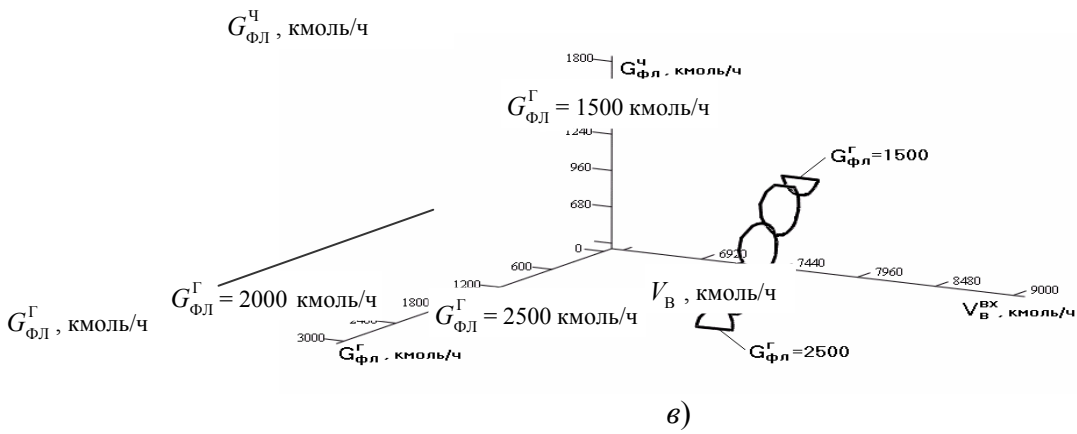 G^Ч_ФЛ , кмоль/ч
1800
G^Ч_фл , кмоль/ч
G^Г_ФЛ = 1500 кмоль/ч
1240
960
G^Г_фл=1500
680
0
6920
7440
7960
8480
9000
V^ВХ_В , кмоль/ч
600
1200
1800
2400
3000
G^Г_фл , кмоль/ч
V_В , кмоль/ч
G^Г_ФЛ = 2000 кмоль/ч
G^Г_ФЛ = 2500 кмоль/ч
G^Г_ФЛ , кмоль/ч
G^Г_фл=2500
в)